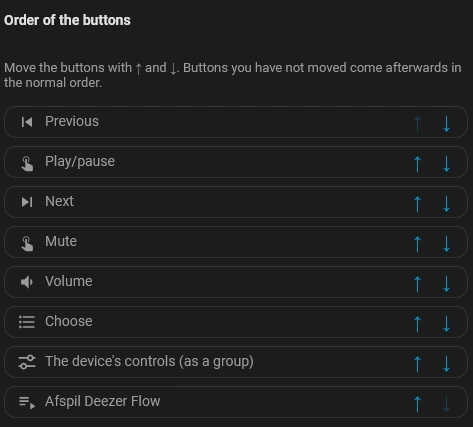 Order of the buttons
Move the buttons with ↑ and ↓. Buttons you have not moved come afterwards in
the normal order.
Previous ↑ ↓
Play/pause ↑ ↓
Next ↑ ↓
Mute ↑ ↓
Volume ↑ ↓
Choose ↑ ↓
The device's controls (as a group) ↑ ↓
Afspil Deezer Flow ↑ ↓